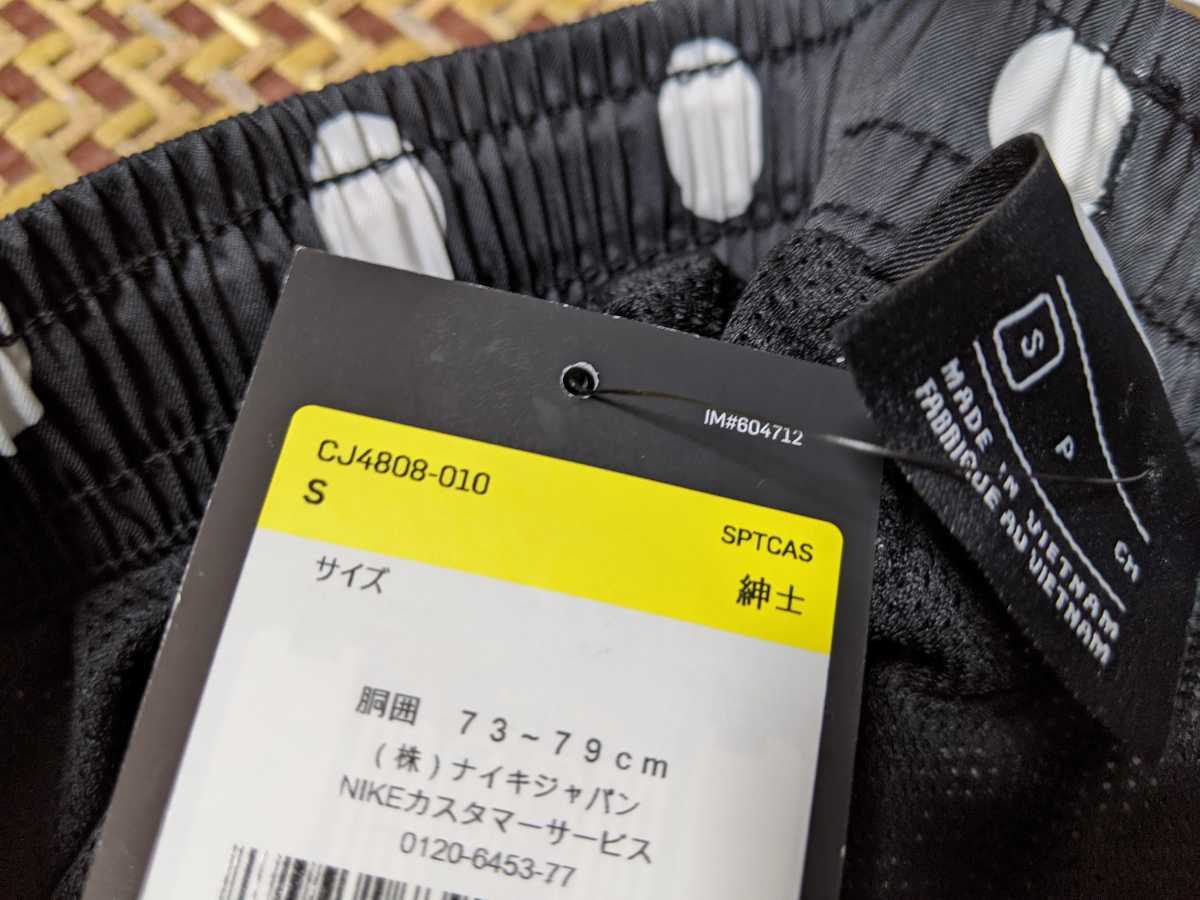 IM#604712
CJ4808-010
S
SPTCAS
紳士
サイズ
胴囲　７３～７９ｃｍ
(株)ナイキジャパン
NIKEカスタマーサービス
0120-6453-77
S
P
CH
MADE IN VIETNAM
FABRIQUE AU VIETNAM